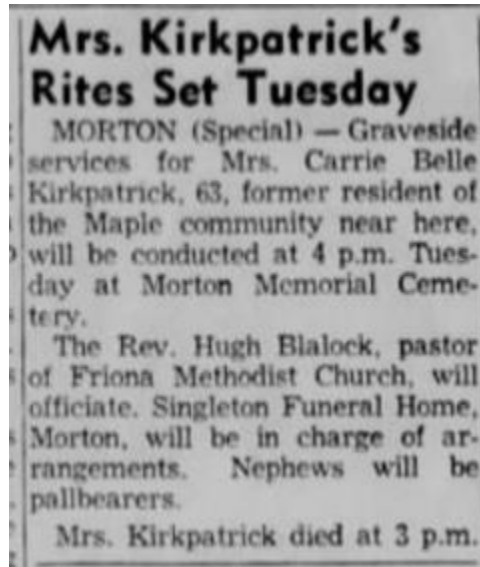 Mrs. Kirkpatrick's
Rites Set Tuesday
MORTON (Special) — Graveside
services for Mrs. Carrie Belle
Kirkpatrick, 63, former resident of
the Maple community near here,
will be conducted at 4 p.m. Tues-
day at Morton Memorial Ceme-
tery.
The Rev. Hugh Blalock, pastor
of Friona Methodist Church, will
officiate. Singleton Funeral Home,
Morton, will be in charge of ar-
rangements. Nephews will be
pallbearers.
Mrs. Kirkpatrick died at 3 p.m.